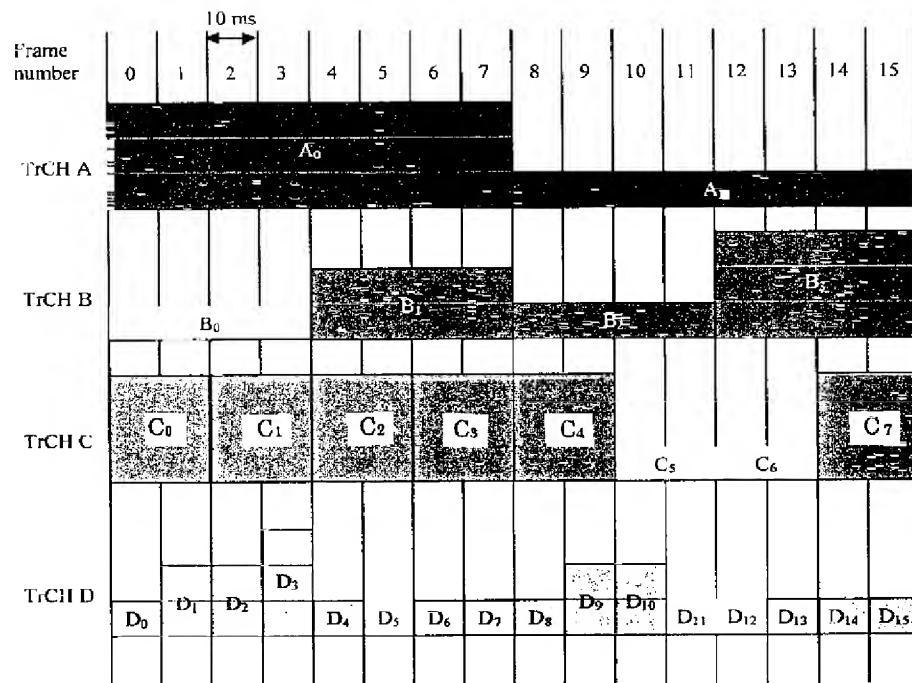 10 ms
Frame number 0 1 2 3 4 5 6 7 8 9 10 11 12 13 14 15
TrCH A A₀ A
TrCH B B₀ B₁ B B
TrCH C C₀ C₁ C₂ C₃ C₄ C₅ C₆ C₇
TrCH D D₀ D₁ D₂ D₃ D₄ D₅ D₆ D₇ D₈ D₉ D₁₀ D₁₁ D₁₂ D₁₃ D₁₄ D₁₅